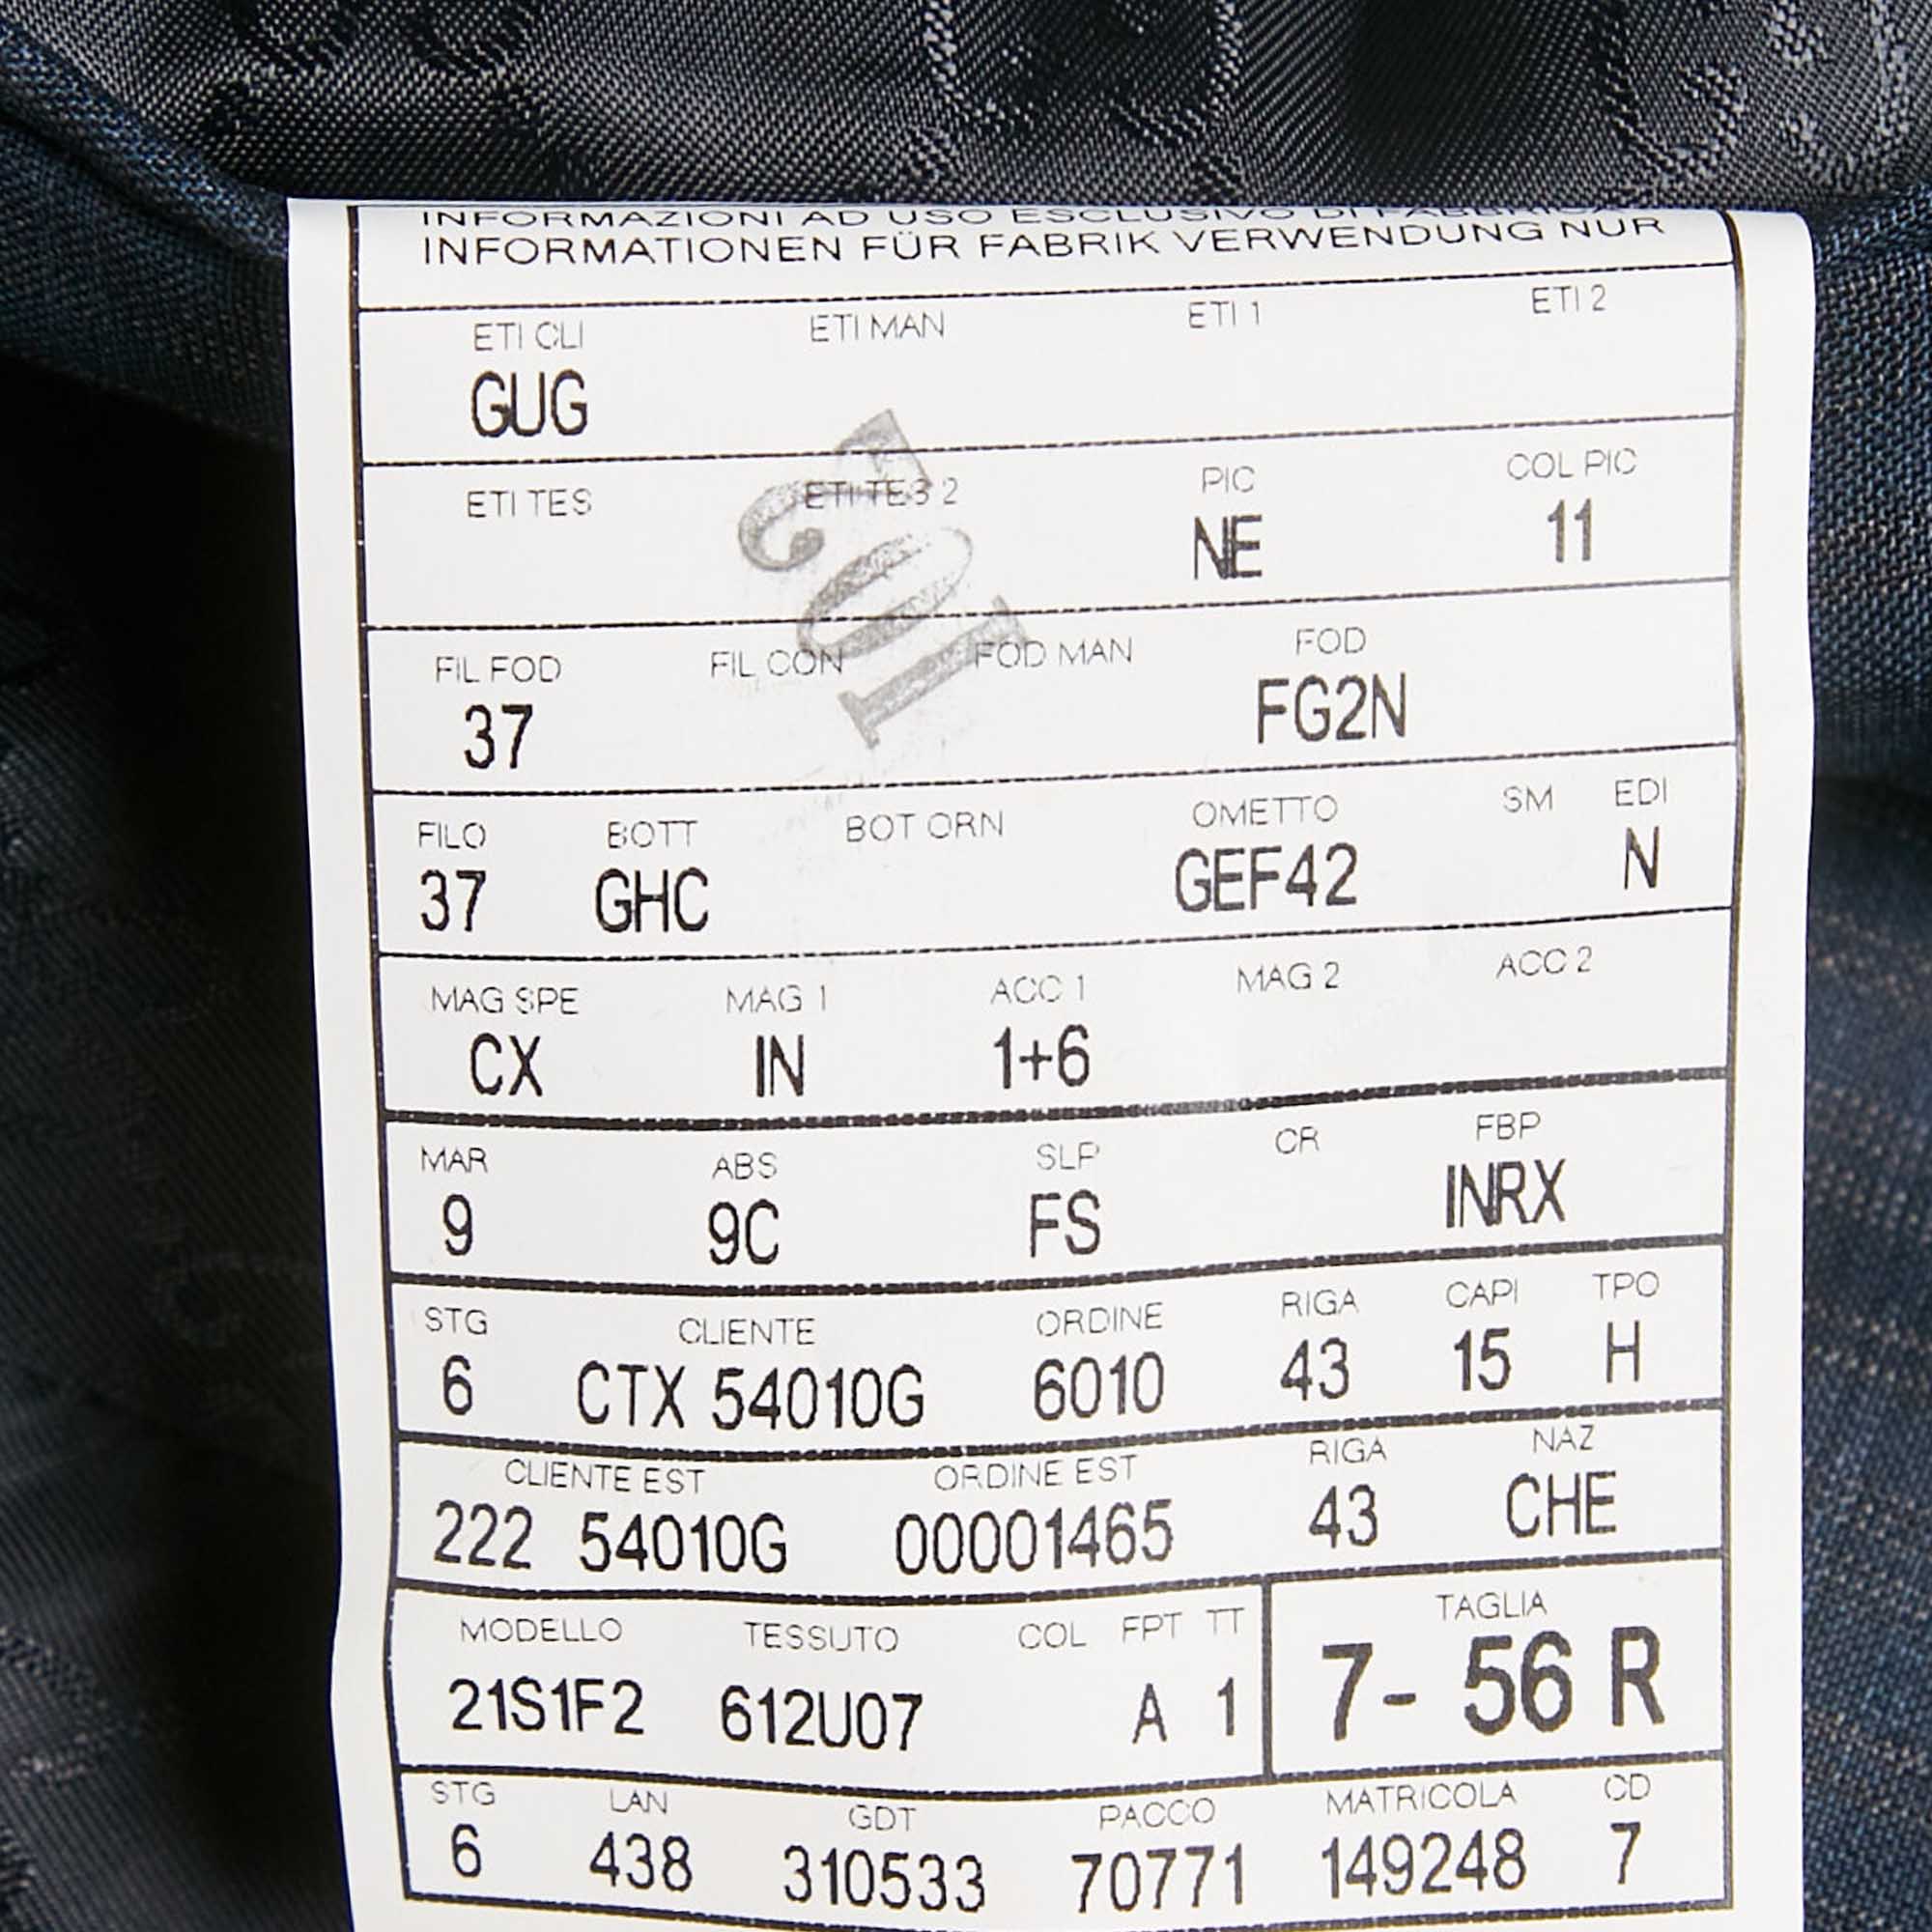 INFORMAZIONI AD USO ESCLUSIVO DI FABBRICA
INFORMATIONEN FÜR FABRIK VERWENDUNG NUR
ETI CLI ETI MAN ETI 1 ETI 2
GUG
ETI TES ETI TES 2 PIC COL PIC
NE 11
201
FIL FOD FIL CON FOD MAN FOD
37 FG2N
FILO BOTT BOT ORN OMETTO SM EDI
37 GHC GEF42 N
MAG SPE MAG 1 ACC 1 MAG 2 ACC 2
CX IN 1+6
MAR ABS SLP CR FBP
9 9C FS INRX
STG CLIENTE ORDINE RIGA CAPI TPO
6 CTX 54010G 6010 43 15 H
CLIENTE EST ORDINE EST RIGA NAZ
222 54010G 00001465 43 CHE
MODELLO TESSUTO COL FPT TT TAGLIA
21S1F2 612U07 A 1 7- 56 R
STG LAN GDT PACCO MATRICOLA CD
6 438 310533 70771 149248 7